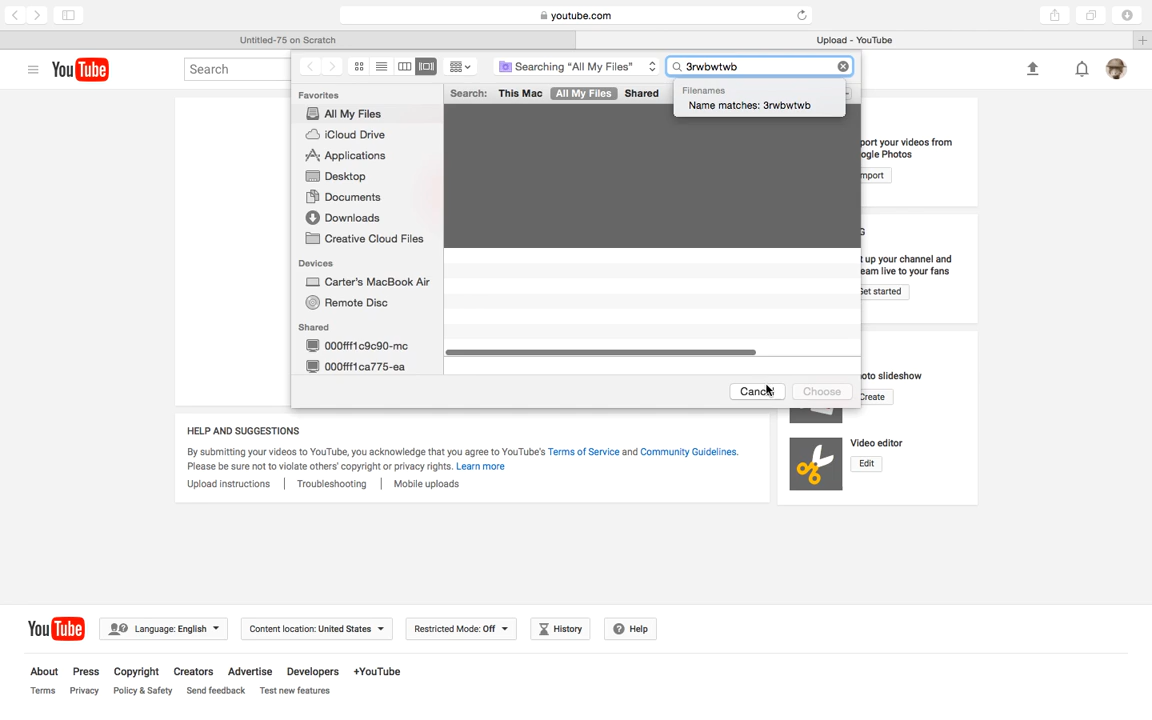 youtube.com
Untitled-75 on Scratch
Upload - YouTube
YouTube
Search
Searching "All My Files"
3rwbwtwb
Filenames
Name matches: 3rwbwtwb
Search: This Mac All My Files Shared
Favorites
All My Files
iCloud Drive
Applications
Desktop
Documents
Downloads
Creative Cloud Files
Devices
Carter's MacBook Air
Remote Disc
Shared
000fff1c9c90-mc
000fff1ca775-ea
Choose
port your videos from
ogle Photos
mport
t up your channel and
eam live to your fans
Get started
oto slideshow
Create
Video editor
Edit
HELP AND SUGGESTIONS
By submitting your videos to YouTube, you acknowledge that you agree to YouTube's Terms of Service and Community Guidelines.
Please be sure not to violate others' copyright or privacy rights. Learn more
Upload instructions
Troubleshooting
Mobile uploads
YouTube
Language: English
Content location: United States
Restricted Mode: Off
History
Help
About Press Copyright Creators Advertise Developers +YouTube
Terms Privacy Policy & Safety Send feedback Test new features